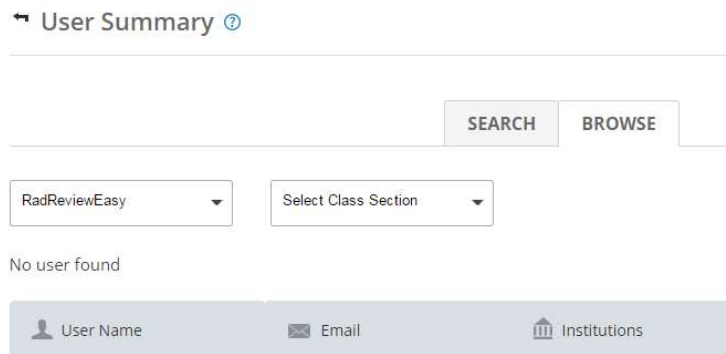 User Summary ?
SEARCH BROWSE
RadReviewEasy Select Class Section
No user found
User Name Email Institutions